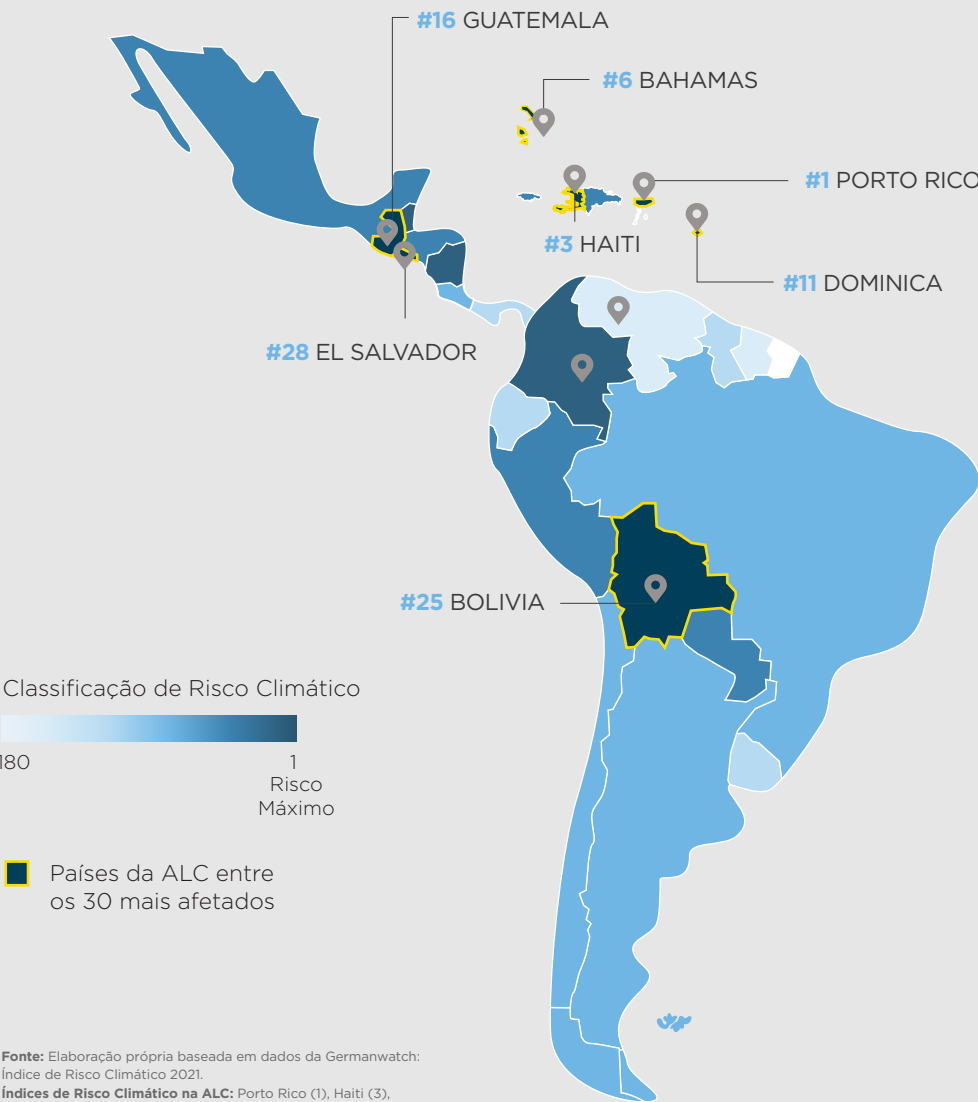 #16 GUATEMALA
#6 BAHAMAS
#1 PORTO RICO
#3 HAITI
#11 DOMINICA
#28 EL SALVADOR
#25 BOLIVIA
Classificação de Risco Climático
180
1
Risco
Máximo
Países da ALC entre
os 30 mais afetados
Fonte: Elaboração própria baseada em dados da Germanwatch:
Índice de Risco Climático 2021.
Índices de Risco Climático na ALC: Porto Rico (1), Haiti (3),